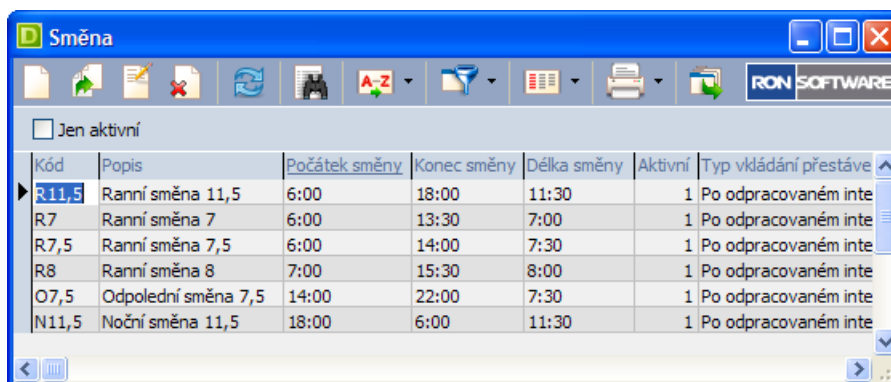 D Směna
A-Z
RON SOFTWARE
Jen aktivní
Kód Popis Počátek směny Konec směny Délka směny Aktivní Typ vkládání přestáve
R11,5 Ranní směna 11,5 6:00 18:00 11:30 1 Po odpracovaném inte
R7 Ranní směna 7 6:00 13:30 7:00 1 Po odpracovaném inte
R7,5 Ranní směna 7,5 6:00 14:00 7:30 1 Po odpracovaném inte
R8 Ranní směna 8 7:00 15:30 8:00 1 Po odpracovaném inte
O7,5 Odpolední směna 7,5 14:00 22:00 7:30 1 Po odpracovaném inte
N11,5 Noční směna 11,5 18:00 6:00 11:30 1 Po odpracovaném inte